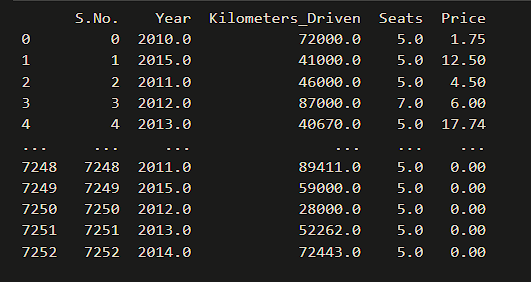 S.No. Year Kilometers_Driven Seats Price
0 0 2010.0 72000.0 5.0 1.75
1 1 2015.0 41000.0 5.0 12.50
2 2 2011.0 46000.0 5.0 4.50
3 3 2012.0 87000.0 7.0 6.00
4 4 2013.0 40670.0 5.0 17.74
... ... ... ... ... ...
7248 7248 2011.0 89411.0 5.0 0.00
7249 7249 2015.0 59000.0 5.0 0.00
7250 7250 2012.0 28000.0 5.0 0.00
7251 7251 2013.0 52262.0 5.0 0.00
7252 7252 2014.0 72443.0 5.0 0.00